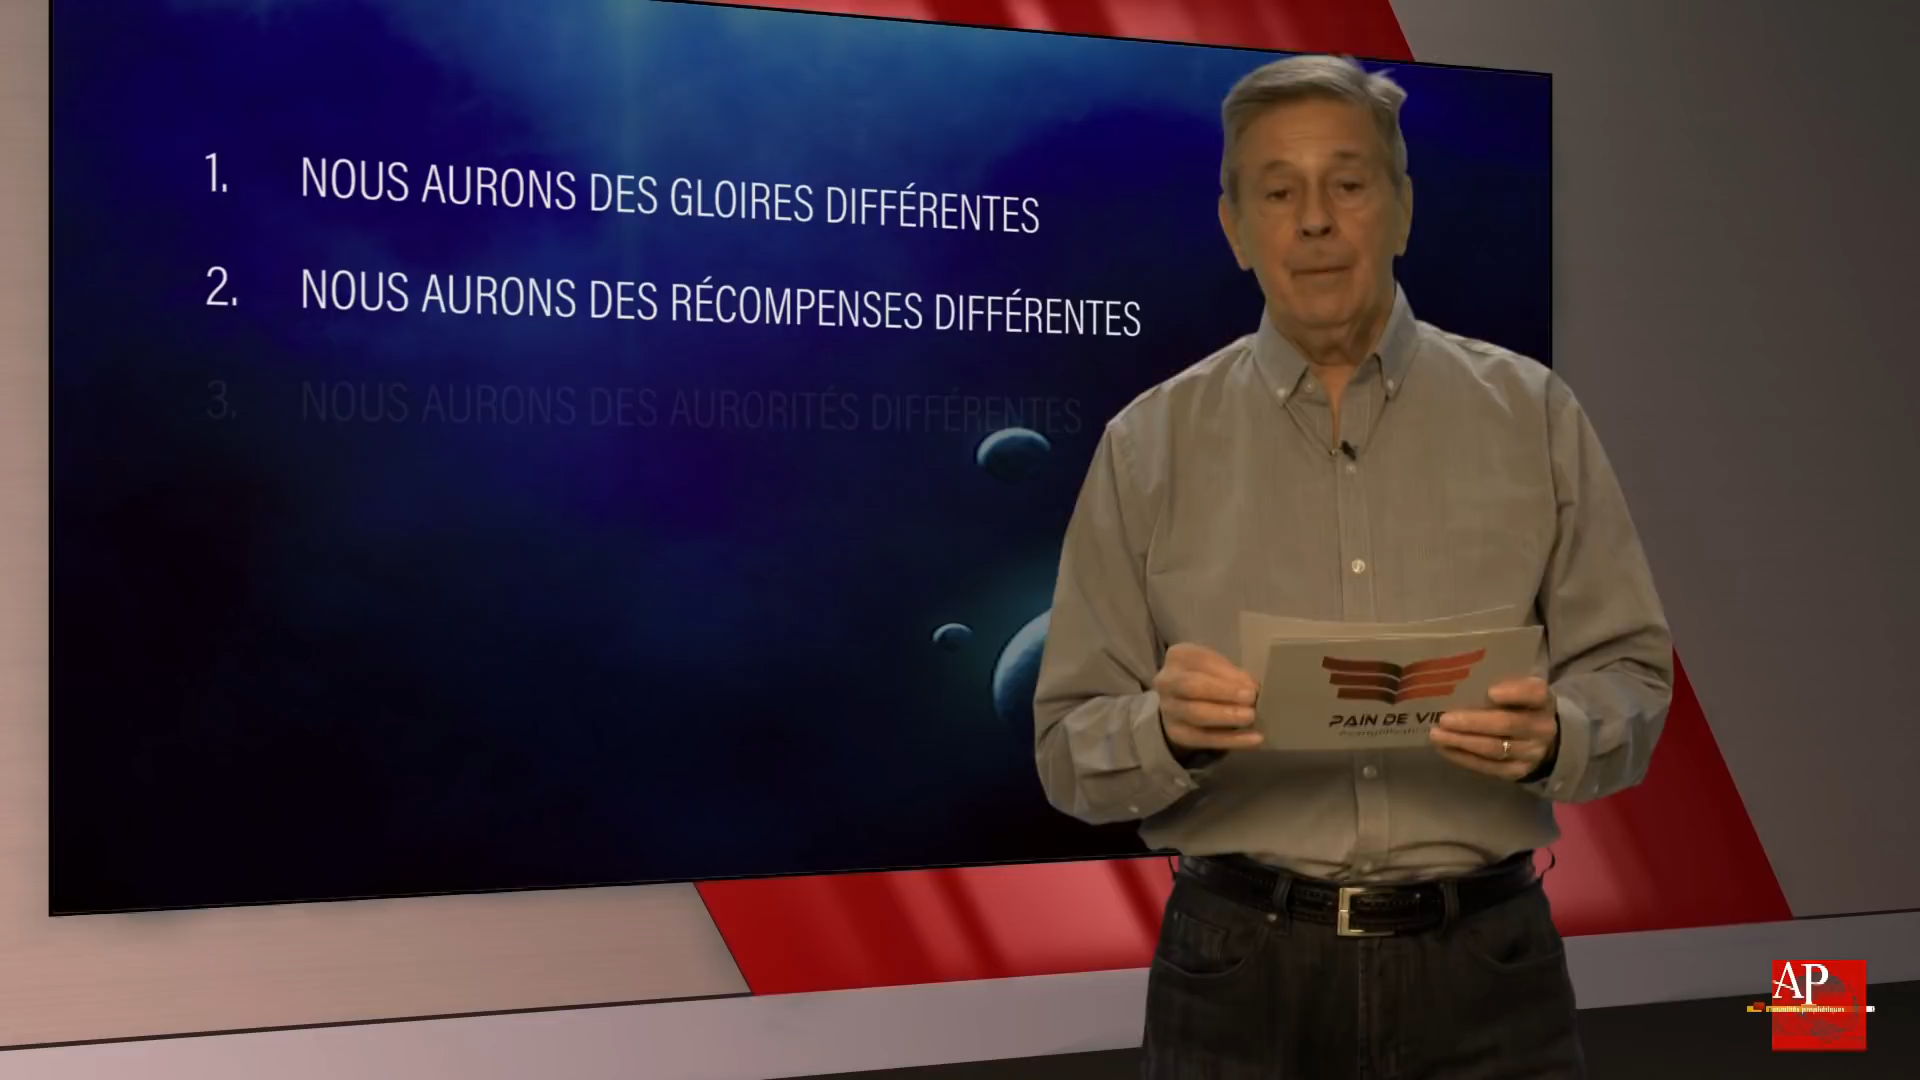 1. NOUS AURONS DES GLOIRES DIFFÉRENTES
2. NOUS AURONS DES RÉCOMPENSES DIFFÉRENTES
3. NOUS AURONS DES AURORITÉS DIFFÉRENTES
PAIN DE VIE
AP